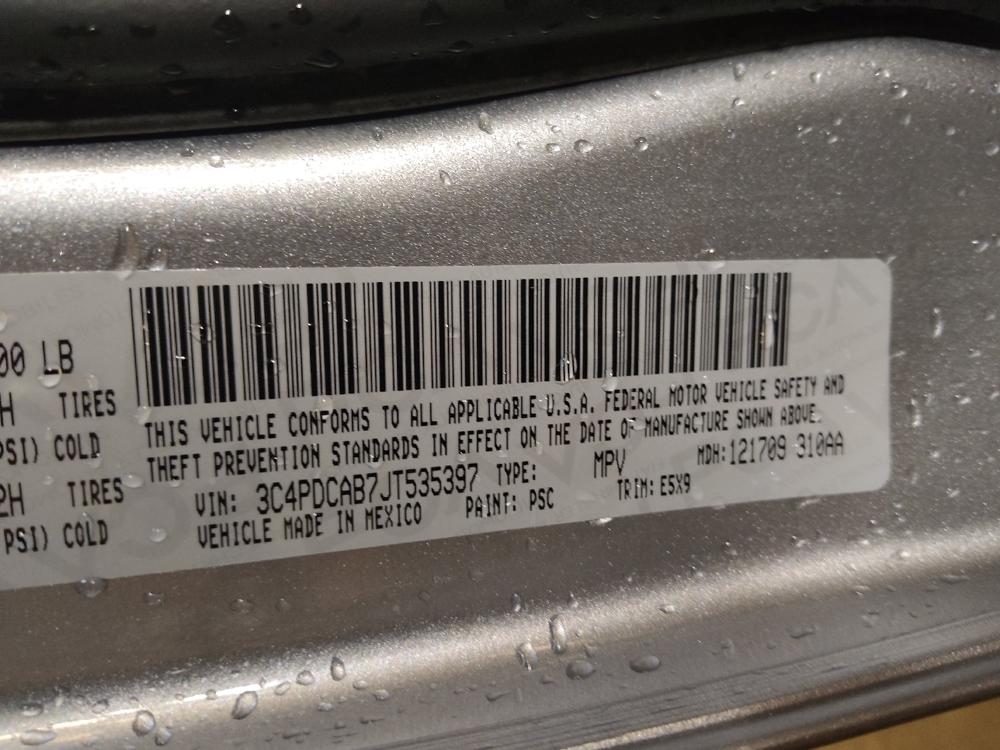 00 LB
H TIRES
PSI) COLD
2H TIRES
PSI) COLD
THIS VEHICLE CONFORMS TO ALL APPLICABLE U.S.A. FEDERAL MOTOR VEHICLE SAFETY AND
THEFT PREVENTION STANDARDS IN EFFECT ON THE DATE OF MANUFACTURE SHOWN ABOVE.
VIN: 3C4PDCAB7JT535397 TYPE: MPV MDH:121709 910AA
VEHICLE MADE IN MEXICO PAINT: PSC TRIM: E5X9